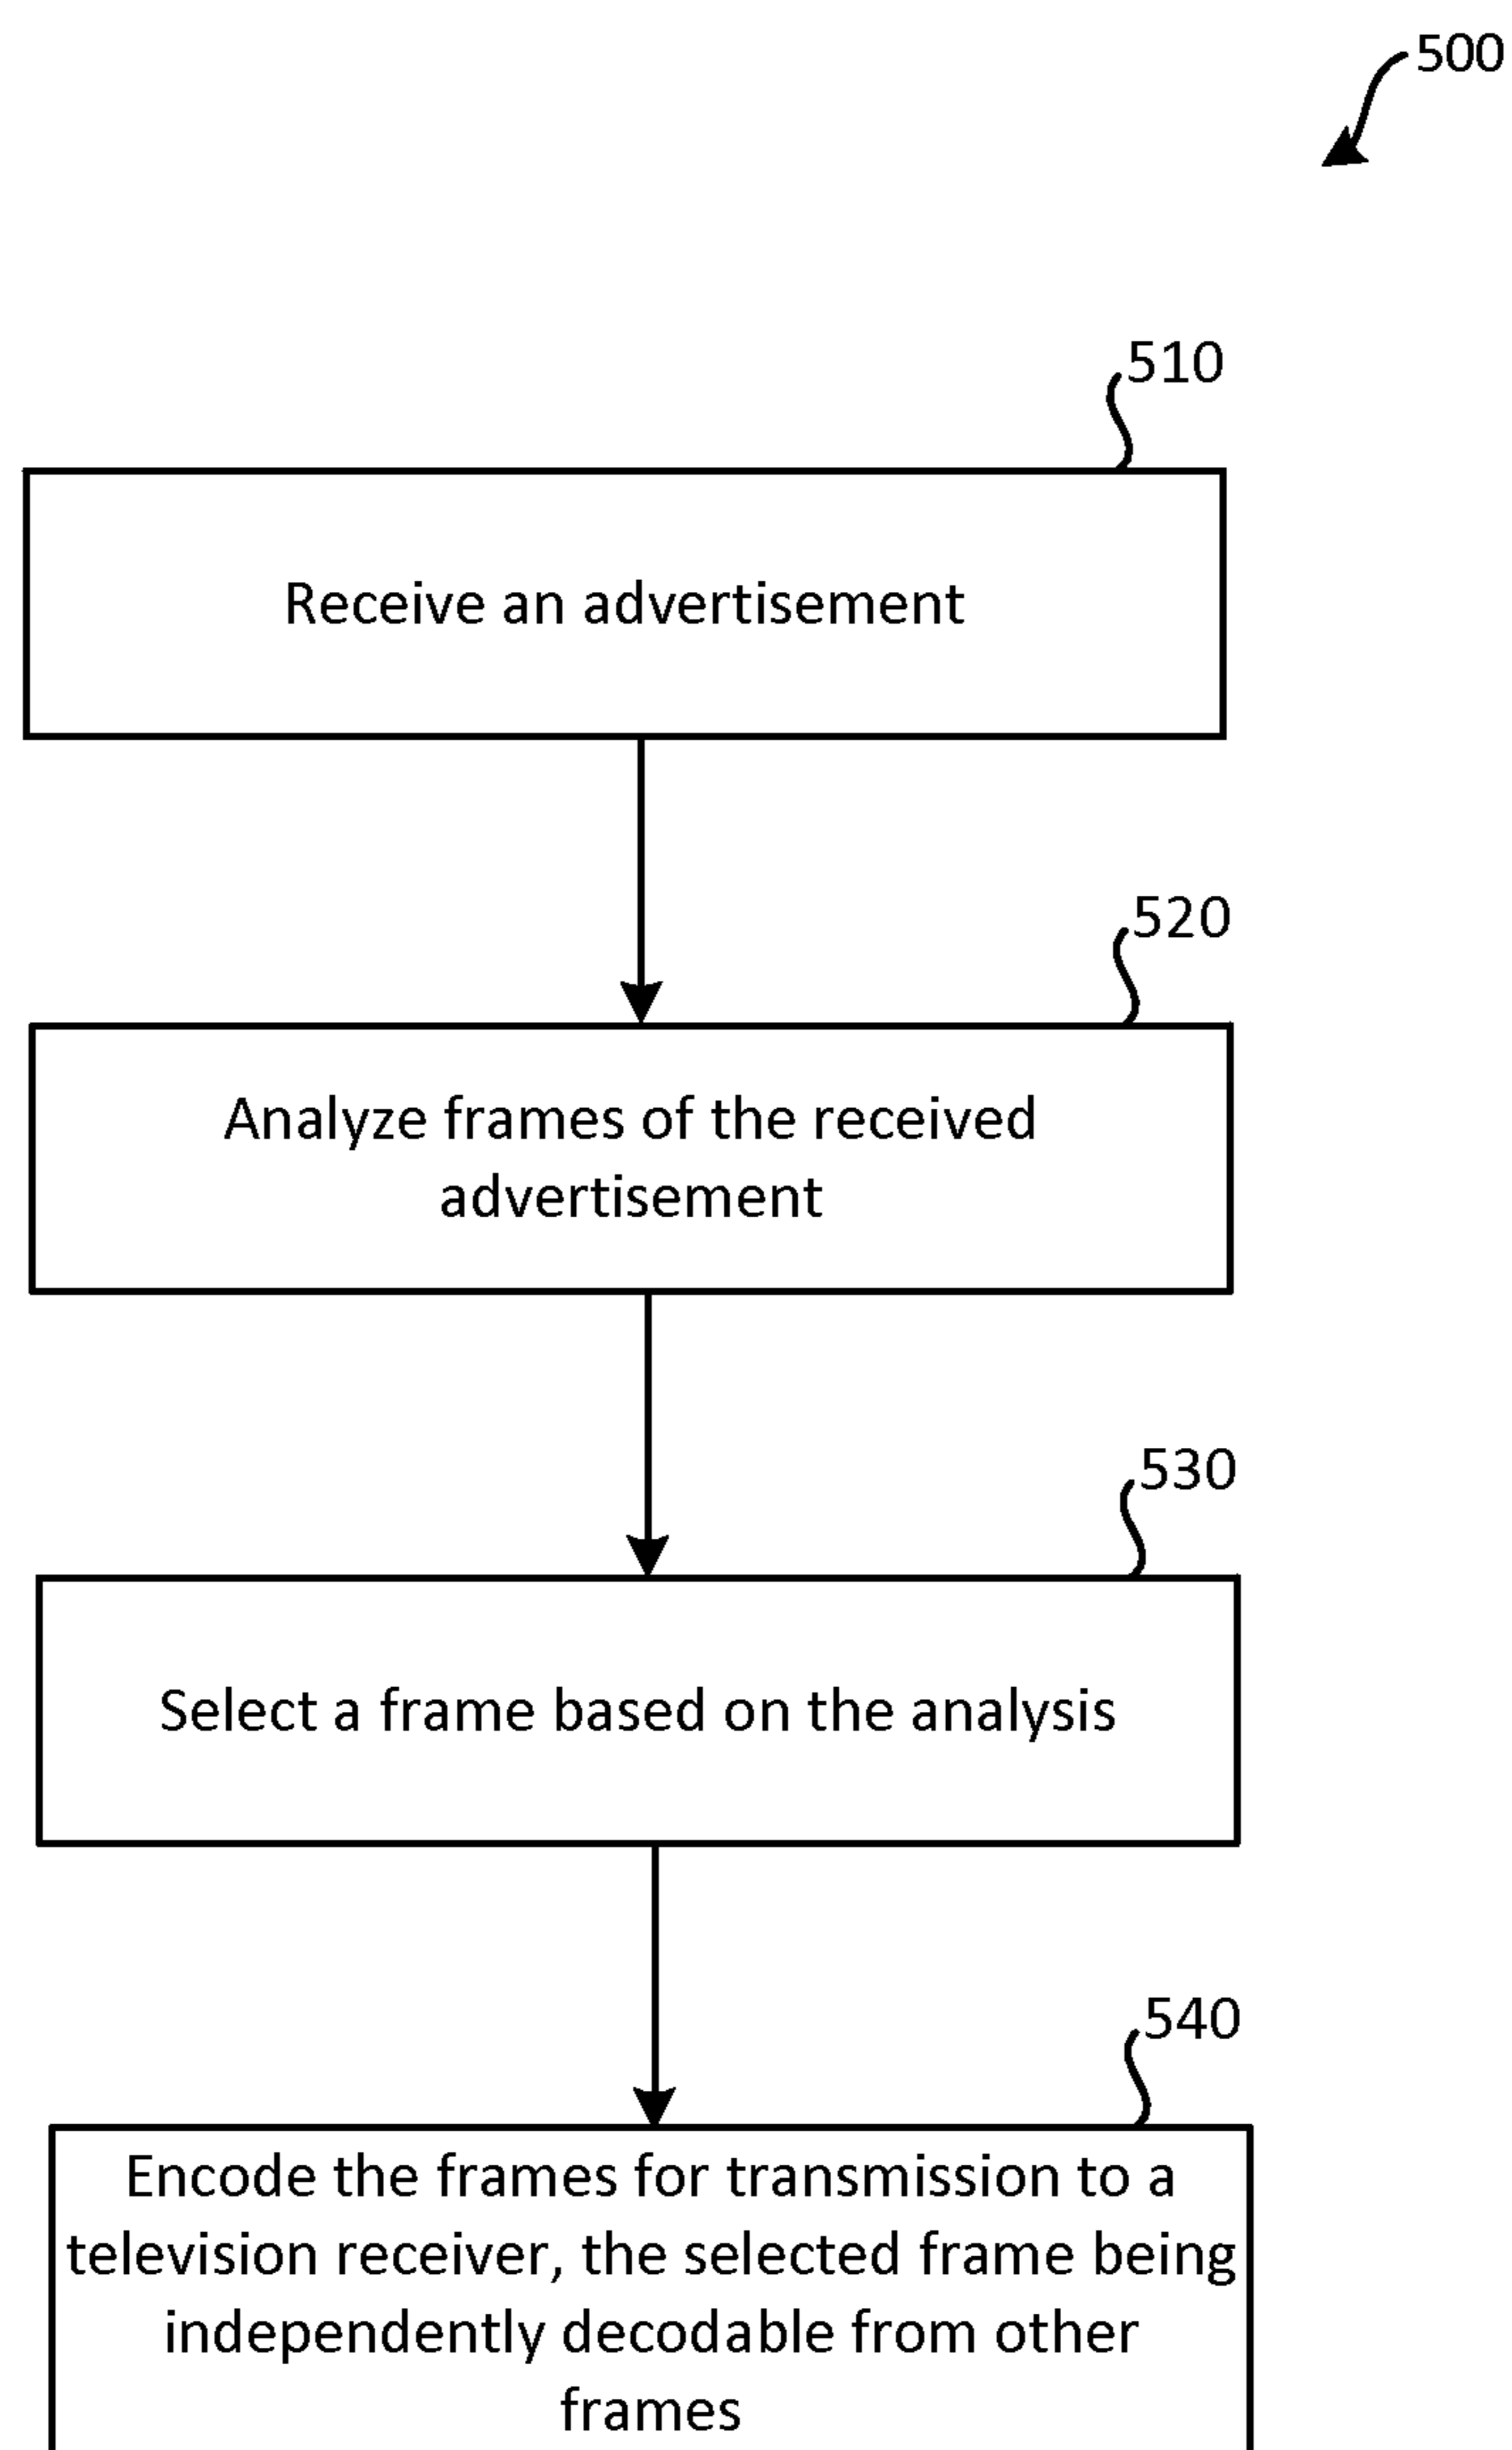 500
510
Receive an advertisement
520
Analyze frames of the received
advertisement
530
Select a frame based on the analysis
540
Encode the frames for transmission to a
television receiver, the selected frame being
independently decodable from other
frames